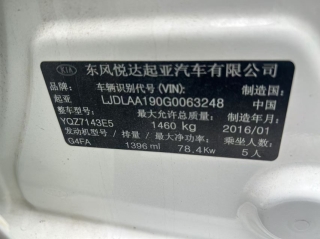 KIA 东风悦达起亚汽车有限公司
品牌: 车辆识别代号(VIN): 制造国:
起亚 LJDLAA190G0063248 中国
车辆型号: 最大允许总质量: 制造年月:
YQZ7143E5 1460 kg 2016/01
发动机型号/排量/最大净功率: 乘坐人数:
G4FA 1396 ml 78.4Kw 5人